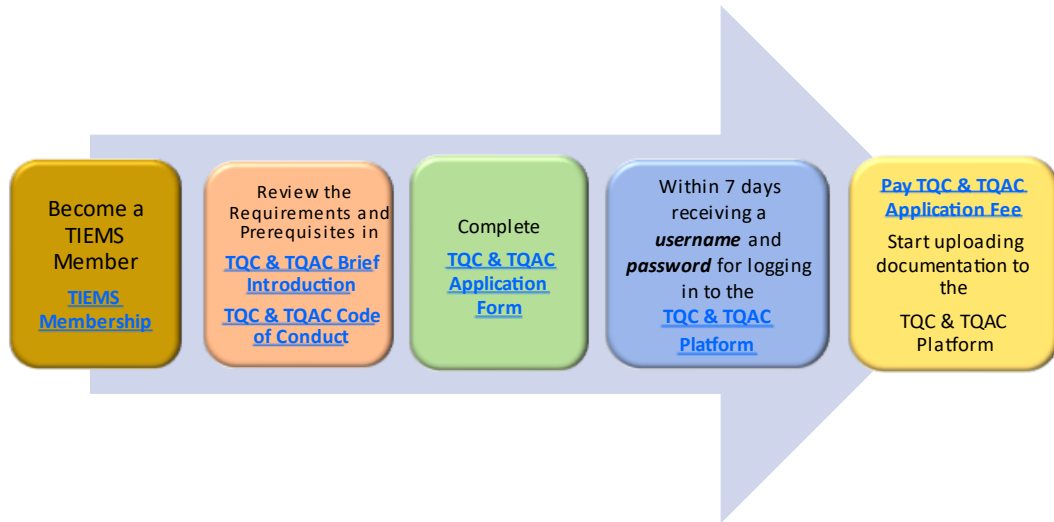 Become a
TIEMS
Member
TIEMS
Membership
Review the
Requirements and
Prerequisites in
TQC & TQAC Brief
Introduction
TQC & TQAC Code
of Conduct
Complete
TQC & TQAC
Application
Form
Within 7 days
receiving a
username and
password for logging
in to the
TQC & TQAC
Platform
Pay TQC & TQAC
Application Fee
Start uploading
documentation to
the
TQC & TQAC
Platform